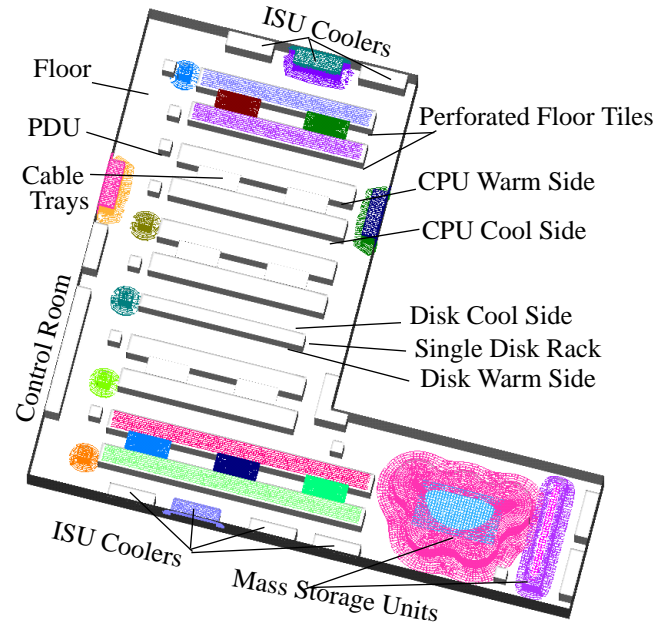 ISU Coolers
Floor
PDU
Perforated Floor Tiles
Cable
Trays
CPU Warm Side
CPU Cool Side
Control Room
Disk Cool Side
Single Disk Rack
Disk Warm Side
ISU Coolers
Mass Storage Units